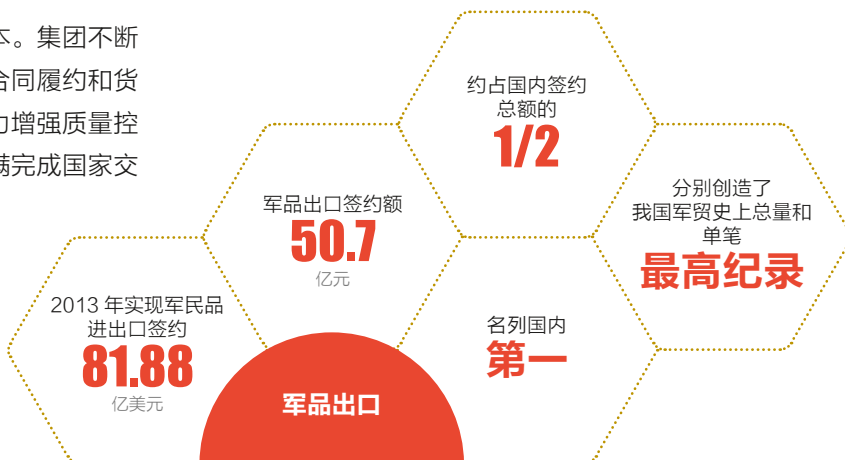 本。集团不断
合同履约和货
增强质量控
满完成国家交
约占国内签约
总额的
1/2
分别创造了
我国军贸史上总量和
单笔
最高纪录
军品出口签约额
50.7
亿元
2013 年实现军民品
进出口签约
81.88
亿美元
名列国内
第一
军品出口